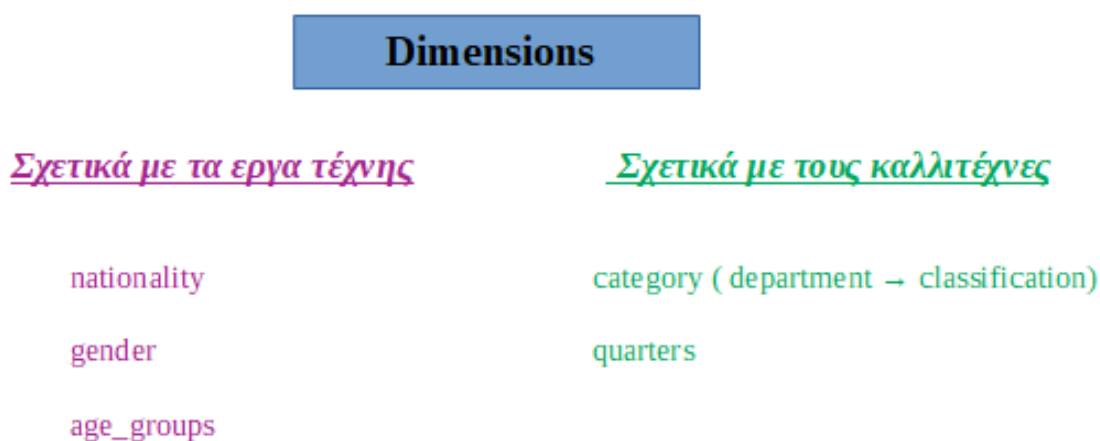 Dimensions
Σχετικά με τα εργα τέχνης
Σχετικά με τους καλλιτέχνες
nationality
category ( department → classification)
gender
quarters
age_groups